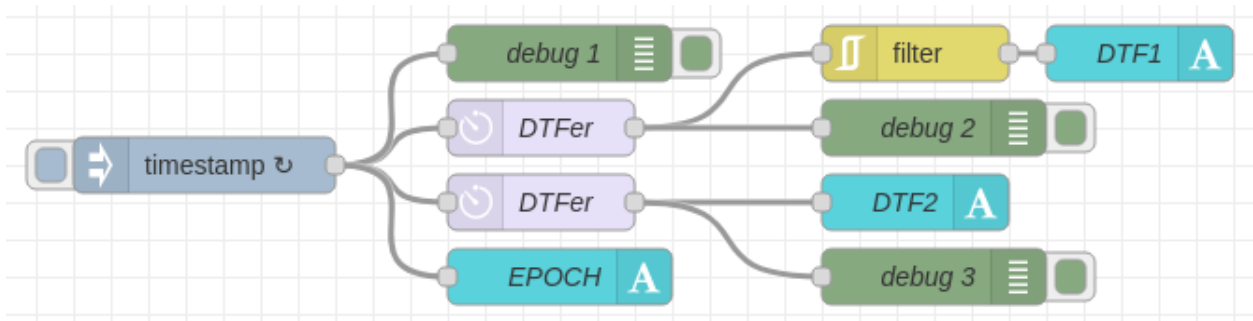 debug 1
filter
DTF1 A
DTFer
debug 2
timestamp ↻
DTFer
DTF2 A
EPOCH A
debug 3